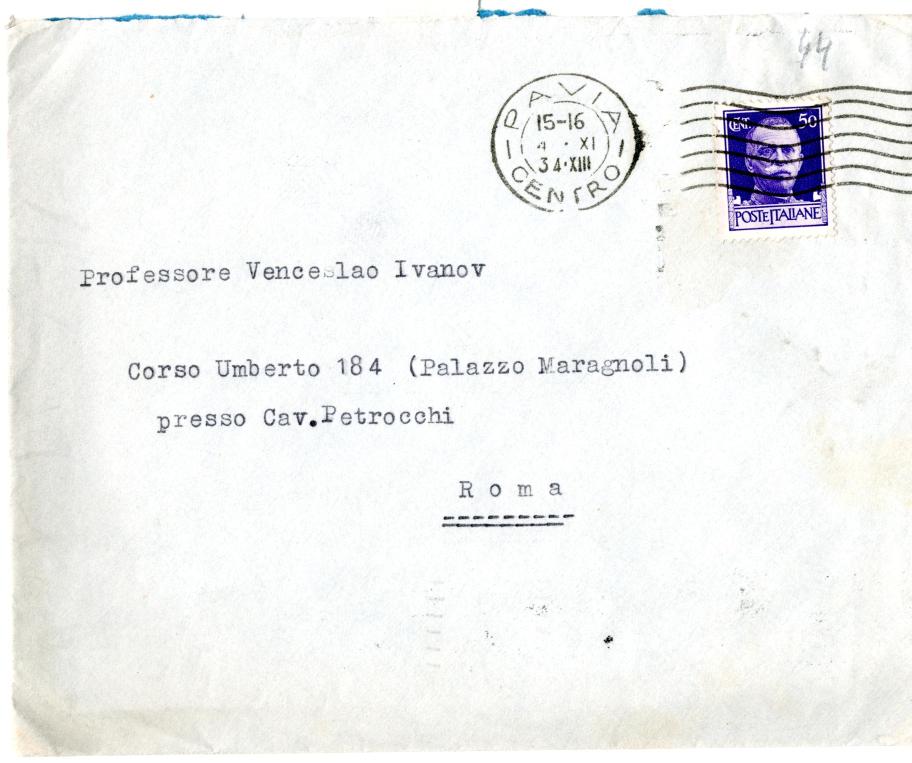 44
PAVIA
15-16
4 · XI
34·XIII
CENTRO
CENT. 50
POSTE ITALIANE
Professore Venceslao Ivanov
Corso Umberto 184 (Palazzo Maragnoli)
presso Cav.Petrocchi
R o m a